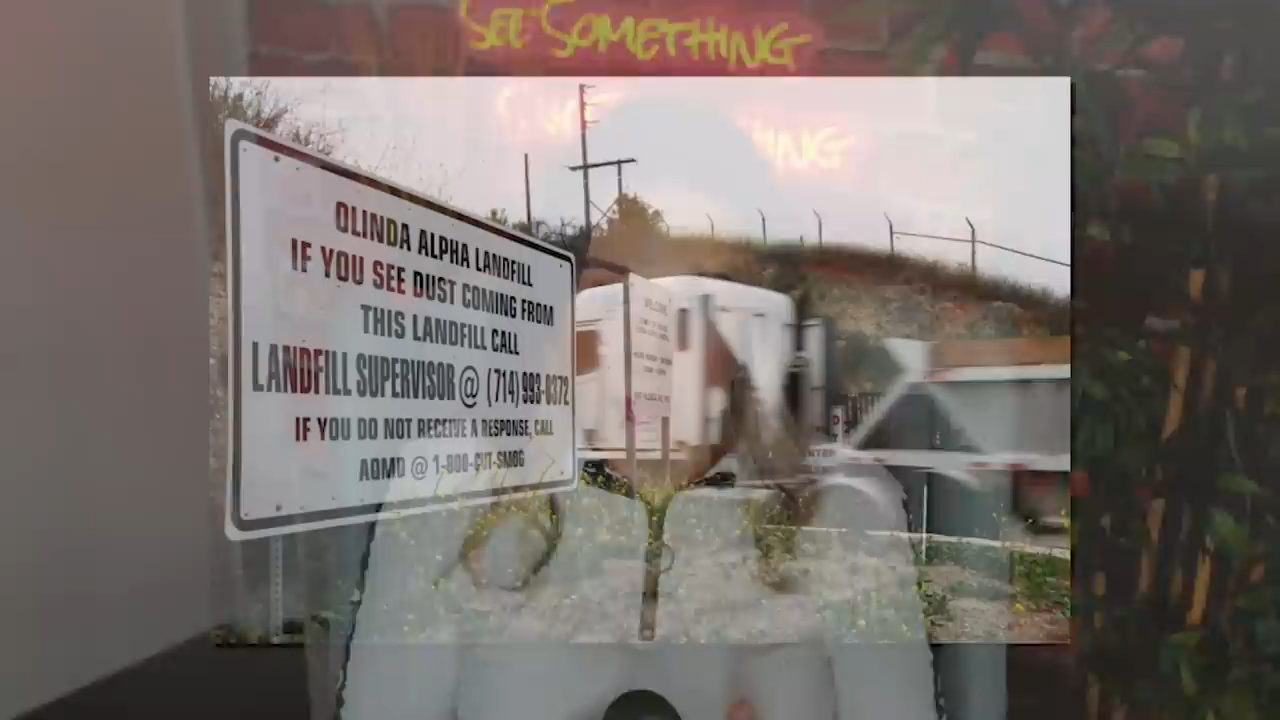 SEE SOMETHING
OLINDA ALPHA LANDFILL
IF YOU SEE DUST COMING FROM
THIS LANDFILL CALL
LANDFILL SUPERVISOR @ (714) 993-0372
IF YOU DO NOT RECEIVE A RESPONSE, CALL
AQMD @ 1-800-CUT-SMOG
WELCOME